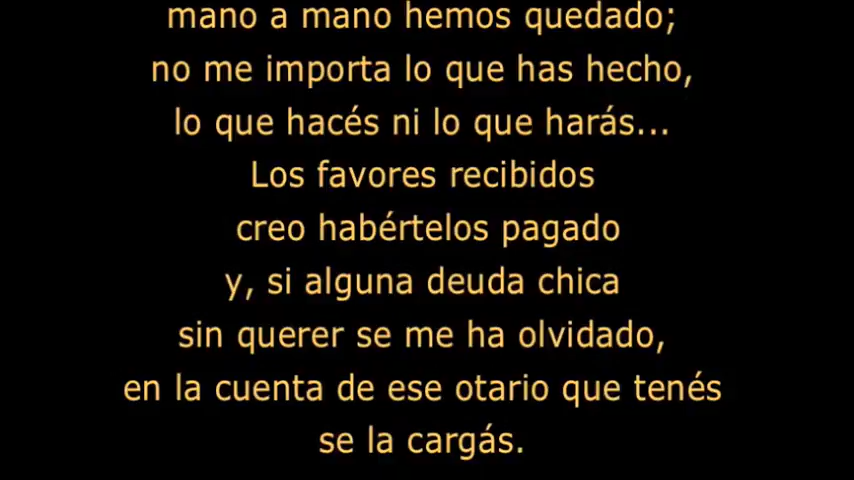 mano a mano hemos quedado;
no me importa lo que has hecho,
lo que hacés ni lo que harás...
Los favores recibidos
creo habértelos pagado
y, si alguna deuda chica
sin querer se me ha olvidado,
en la cuenta de ese otario que tenés
se la cargás.